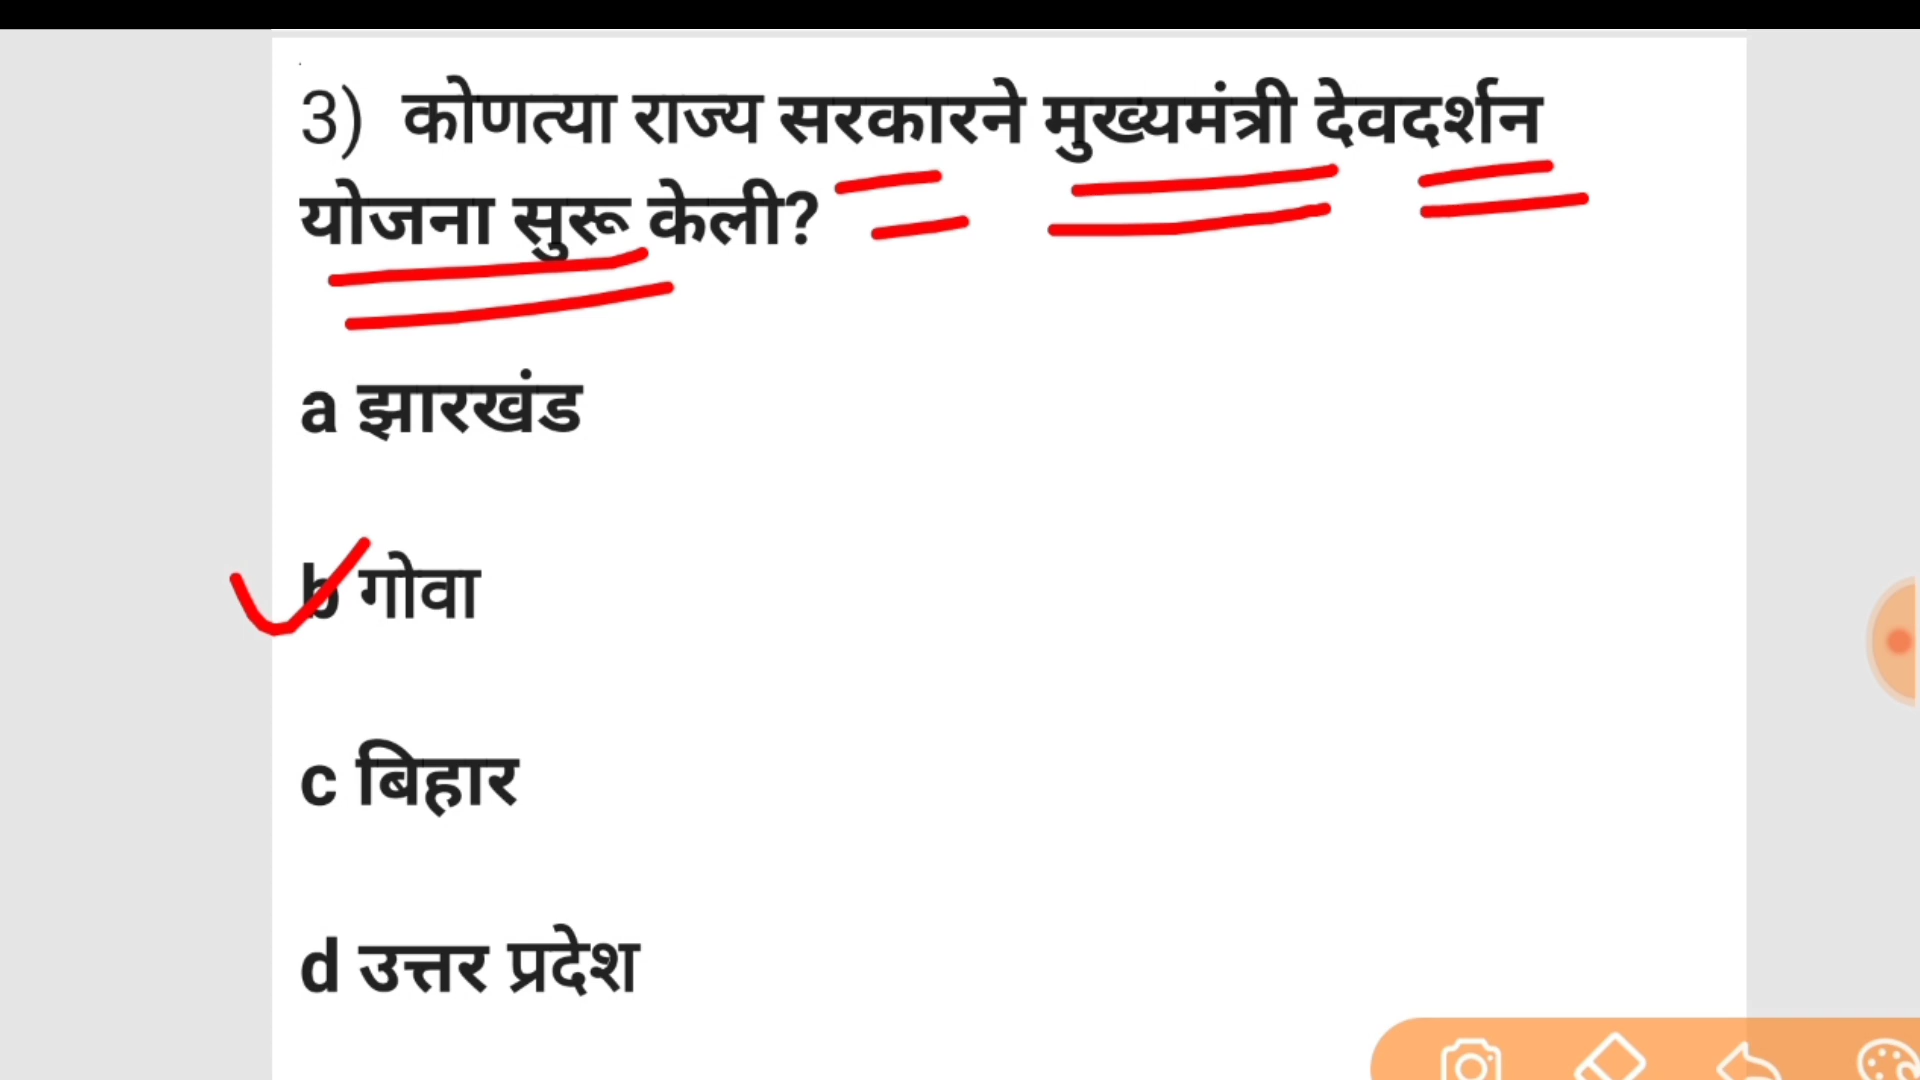 3) कोणत्या राज्य सरकारने मुख्यमंत्री देवदर्शन
योजना सुरू केली?
a झारखंड
b गोवा
c बिहार
d उत्तर प्रदेश